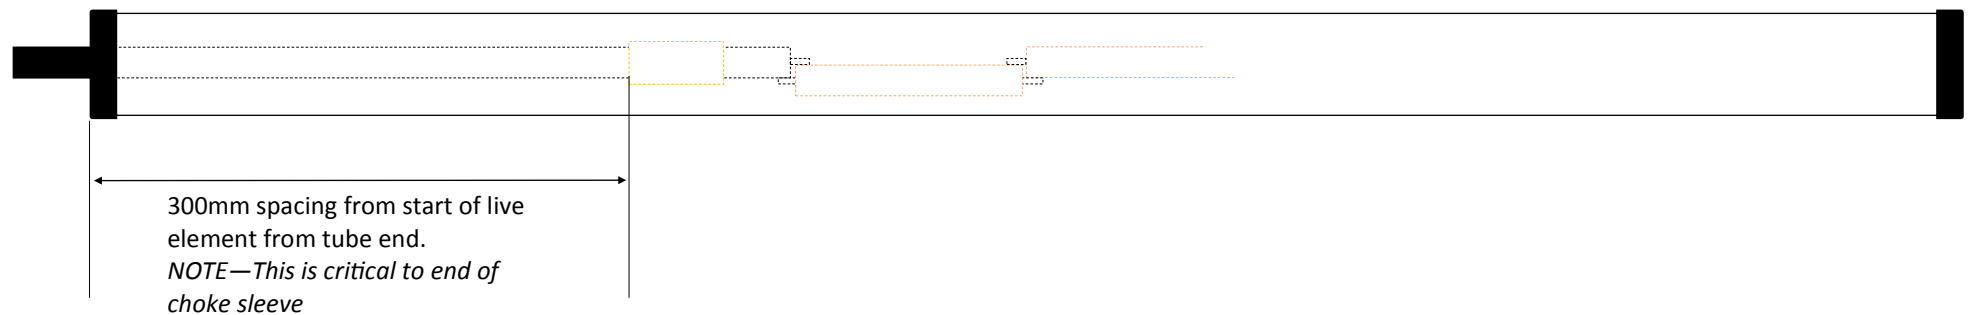 300mm spacing from start of live
element from tube end.
NOTE—This is critical to end of
choke sleeve